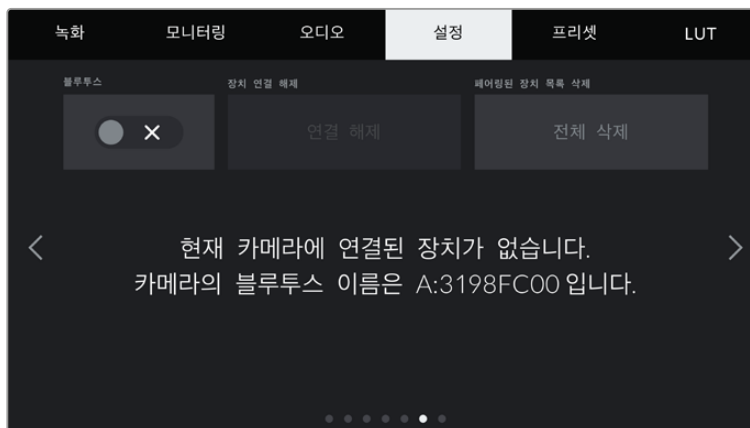 녹화 모니터링 오디오 설정 프리셋 LUT
블루투스 장치 연결 해제 페어링된 장치 목록 삭제
연결 해제 전체 삭제
현재 카메라에 연결된 장치가 없습니다.
카메라의 블루투스 이름은 A:3198FC00 입니다.